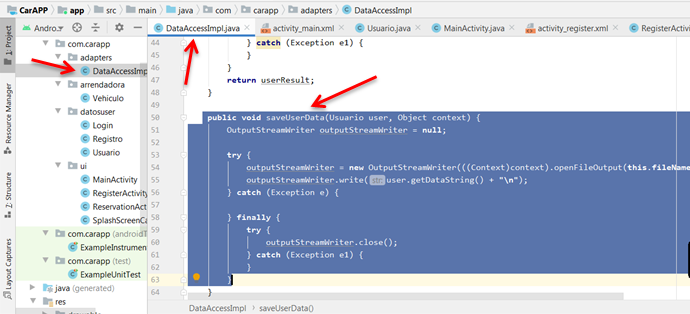 CarAPP
app
src
main
java
com
carapp
adapters
DataAccessImpl.java
1: Project
Resource Manager
Z: Structure
Layout Captures
Andro...
DataAccessImpl.java
activity_main.xml
Usuario.java
MainActivity.java
activity_register.xml
RegisterActivity
com.carapp
adapters
DataAccessImpl
arrendadora
Vehiculo
datosuser
Login
Registro
Usuario
ui
MainActivity
RegisterActivity
ReservationAct
SplashScreenCa
com.carapp (androidT
ExampleInstrumen
com.carapp (test)
ExampleUnitTest
java (generated)
res
44 } catch (Exception e1) {
45 }
46 }
47 return userResult;
48 }
49
50 public void saveUserData(Usuario user, Object context) {
51 OutputStreamWriter outputStreamWriter = null;
52
53 try {
54 outputStreamWriter = new OutputStreamWriter(((Context)context).openFileOutput(this.fileName
55 outputStreamWriter.write( str: user.getDataString() + "\n");
56 } catch (Exception e) {
57
58 } finally {
59 try {
60 outputStreamWriter.close();
61 } catch (Exception e1) {
62 }
63 }
64 }
DataAccessImpl
saveUserData()